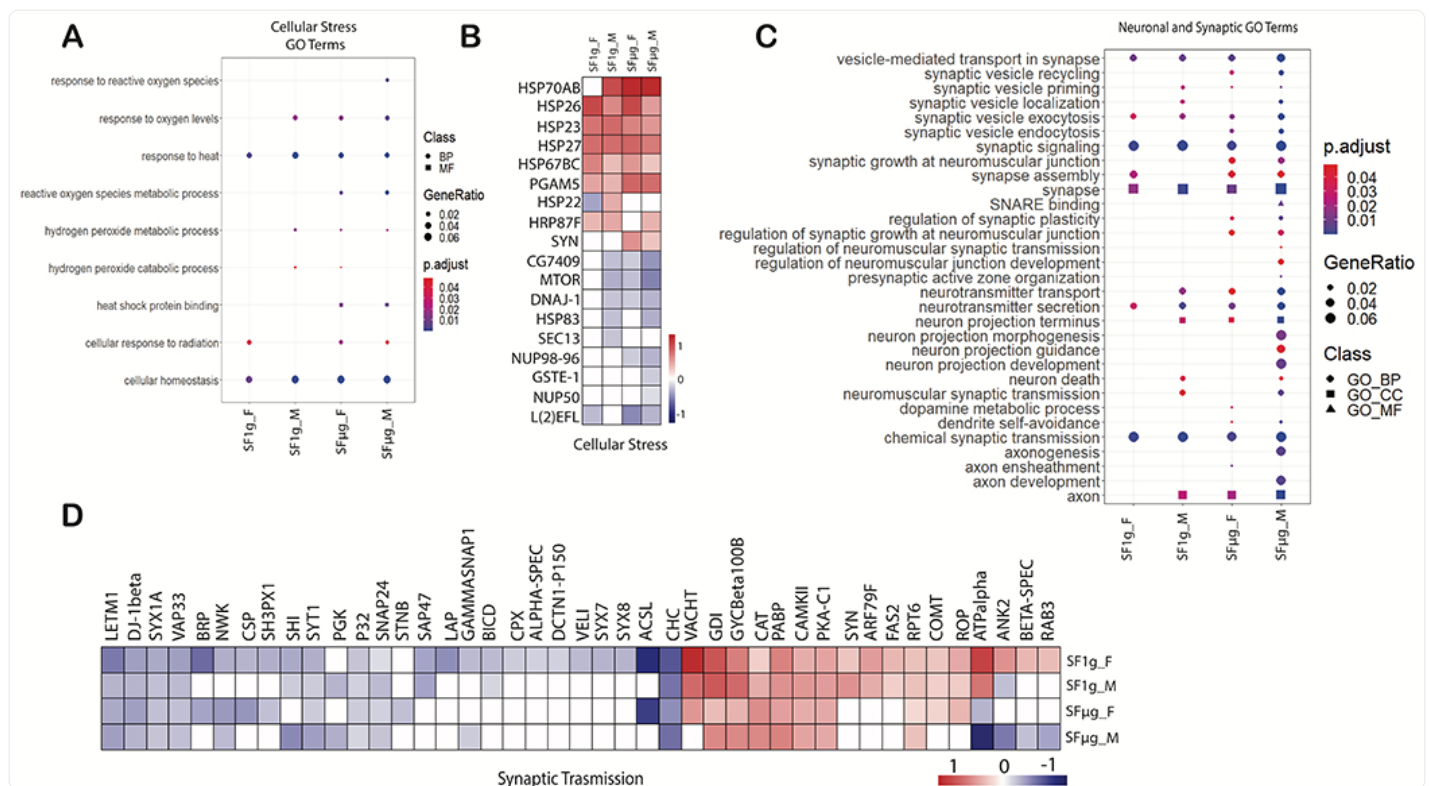 A
Cellular Stress
GO Terms
response to reactive oxygen species
response to oxygen levels
response to heat
reactive oxygen species metabolic process
hydrogen peroxide metabolic process
hydrogen peroxide catabolic process
heat shock protein binding
cellular response to radiation
cellular homeostasis
SF1g_F
SF1g_M
SFµg_F
SFµg_M
Class
BP
MF
GeneRatio
0.02
0.04
0.06
p.adjust
0.04
0.03
0.02
0.01
B
SF1g_F
SF1g_M
SFµg_F
SFµg_M
HSP70AB
HSP26
HSP23
HSP27
HSP67BC
PGAM5
HSP22
HRP87F
SYN
CG7409
MTOR
DNAJ-1
HSP83
SEC13
NUP98-96
GSTE-1
NUP50
L(2)EFL
1
0
-1
Cellular Stress
C
Neuronal and Synaptic GO Terms
vesicle-mediated transport in synapse
synaptic vesicle recycling
synaptic vesicle priming
synaptic vesicle localization
synaptic vesicle exocytosis
synaptic vesicle endocytosis
synaptic signaling
synaptic growth at neuromuscular junction
synapse assembly
synapse
SNARE binding
regulation of synaptic plasticity
regulation of synaptic growth at neuromuscular junction
regulation of neuromuscular synaptic transmission
regulation of neuromuscular junction development
presynaptic active zone organization
neurotransmitter transport
neurotransmitter secretion
neuron projection terminus
neuron projection morphogenesis
neuron projection guidance
neuron projection development
neuron death
neuromuscular synaptic transmission
dopamine metabolic process
dendrite self-avoidance
chemical synaptic transmission
axonogenesis
axon ensheathment
axon development
axon
SF1g_F
SF1g_M
SFµg_F
SFµg_M
p.adjust
0.04
0.03
0.02
0.01
GeneRatio
0.02
0.04
0.06
Class
GO_BP
GO_CC
GO_MF
D
LETM1
DJ-1beta
SYX1A
VAP33
BRP
NWK
CSP
SH3PX1
SHI
SYT1
PGK
P32
SNAP24
STNB
SAP47
LAP
GAMMASNAP1
BICD
CPX
ALPHA-SPEC
DCTN1-P150
VELI
SYX7
SYX8
ACSL
CHC
VACHT
GDI
GYCBeta100B
CAT
PABP
CAMKII
PKA-C1
SYN
ARF79F
FAS2
RPT6
COMT
ROP
ATPalpha
ANK2
BETA-SPEC
RAB3
SF1g_F
SF1g_M
SFµg_F
SFµg_M
Synaptic Trasmission
1 0 -1